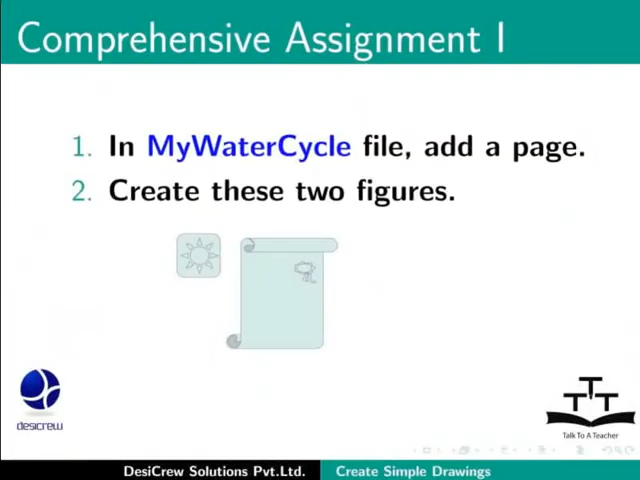 Comprehensive Assignment I
1. In MyWaterCycle file, add a page.
2. Create these two figures.
desicrew
TTT
Talk To A Teacher
DesiCrew Solutions Pvt.Ltd. Create Simple Drawings